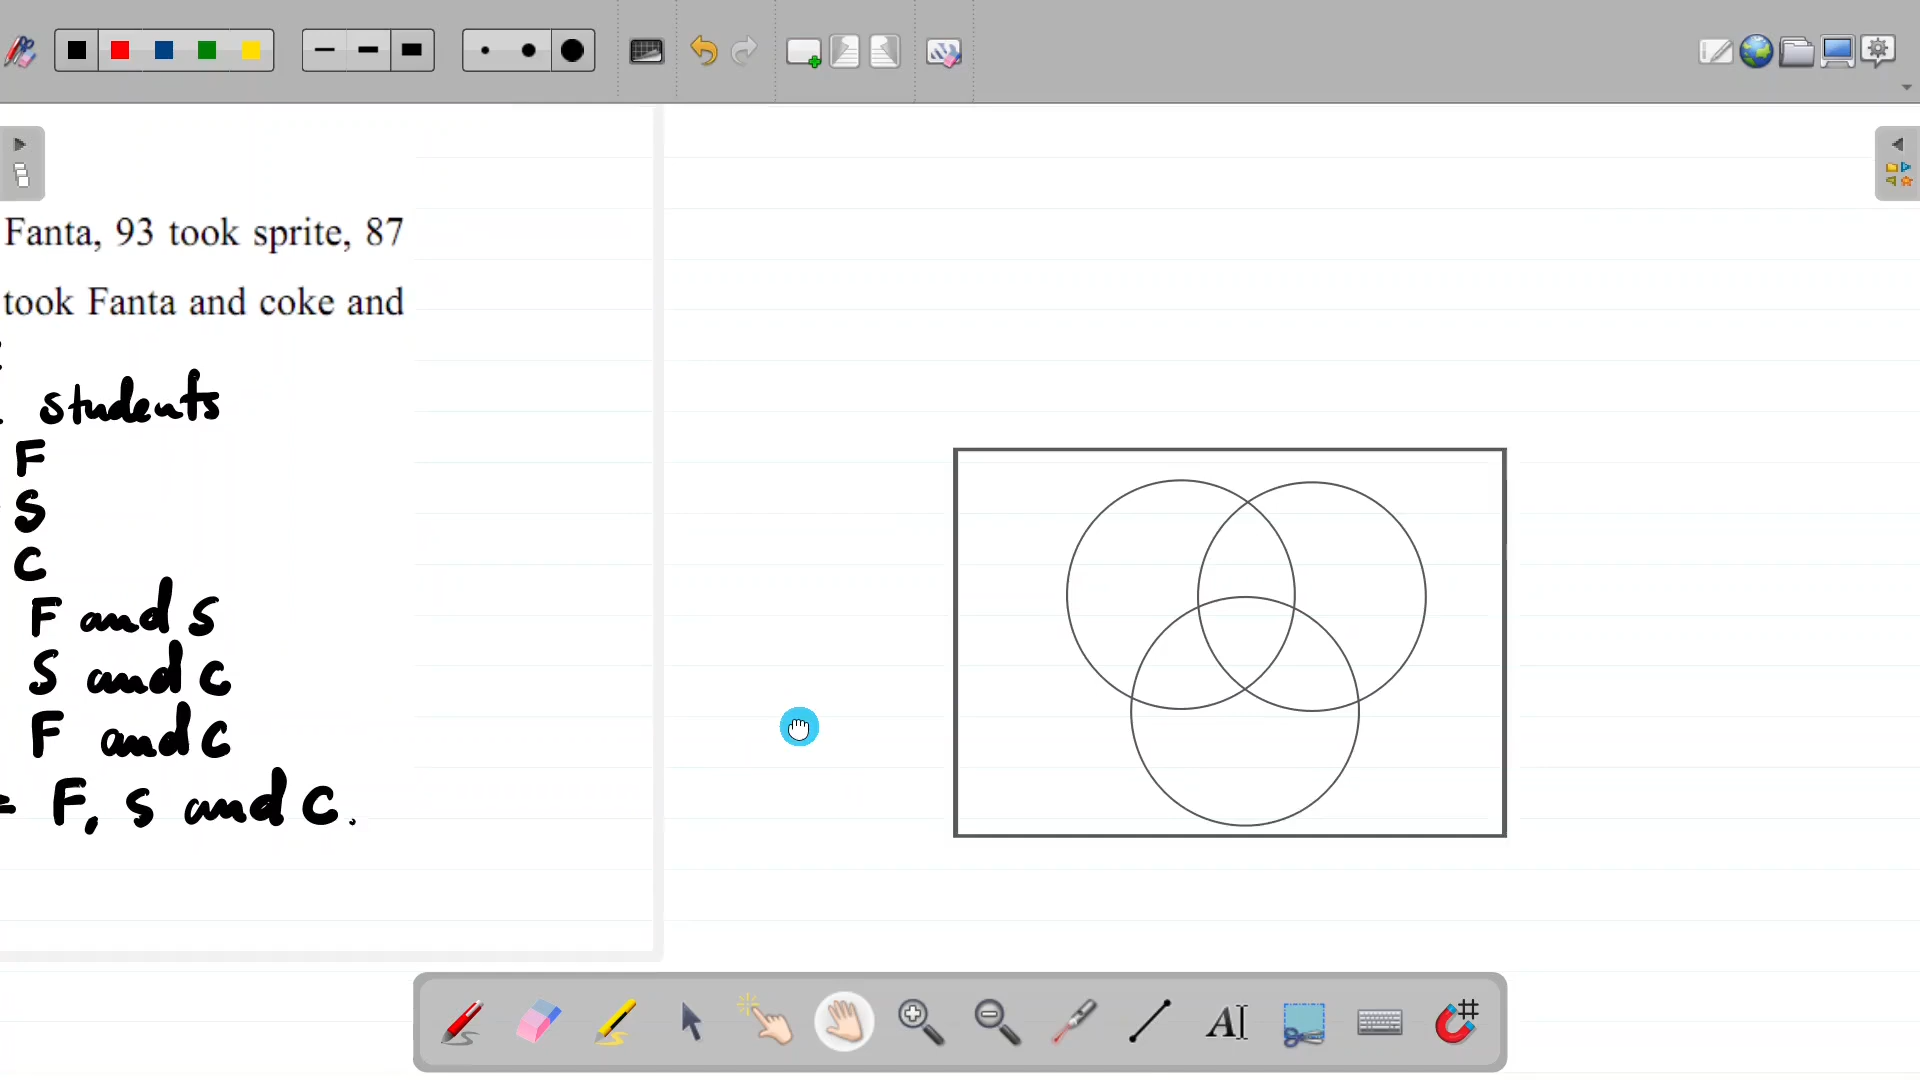 Fanta, 93 took sprite, 87
took Fanta and coke and
students
F
S
C
F and S
S and C
F and C
= F, S and C.